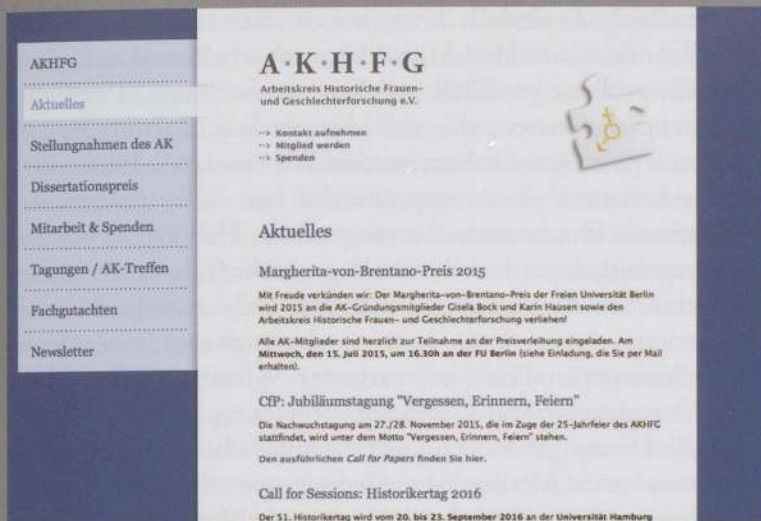 AKHFG
Aktuelles
Stellungnahmen des AK
Dissertationspreis
Mitarbeit & Spenden
Tagungen / AK-Treffen
Fachgutachten
Newsletter
A·K·H·F·G
Arbeitskreis Historische Frauen-
und Geschlechterforschung e.V.
--> Kontakt aufnehmen
--> Mitglied werden
--> Spenden
Aktuelles
Margherita-von-Brentano-Preis 2015
Mit Freude verkünden wir: Der Margherita-von-Brentano-Preis der Freien Universität Berlin
wird 2015 an die AK-Gründungsmitglieder Gisela Bock und Karin Hausen sowie den
Arbeitskreis Historische Frauen- und Geschlechterforschung verliehen!
Alle AK-Mitglieder sind herzlich zur Teilnahme an der Preisverleihung eingeladen. Am
Mittwoch, den 15. Juli 2015, um 16.30h an der FU Berlin (siehe Einladung, die Sie per Mail
erhalten).
CfP: Jubiläumstagung "Vergessen, Erinnern, Feiern"
Die Nachwuchstagung am 27./28. November 2015, die im Zuge der 25-Jahrfeier des AKHFG
stattfindet, wird unter dem Motto "Vergessen, Erinnern, Feiern" stehen.
Den ausführlichen Call for Papers finden Sie hier.
Call for Sessions: Historikertag 2016
Der 51. Historikertag wird vom 20. bis 23. September 2016 an der Universität Hamburg